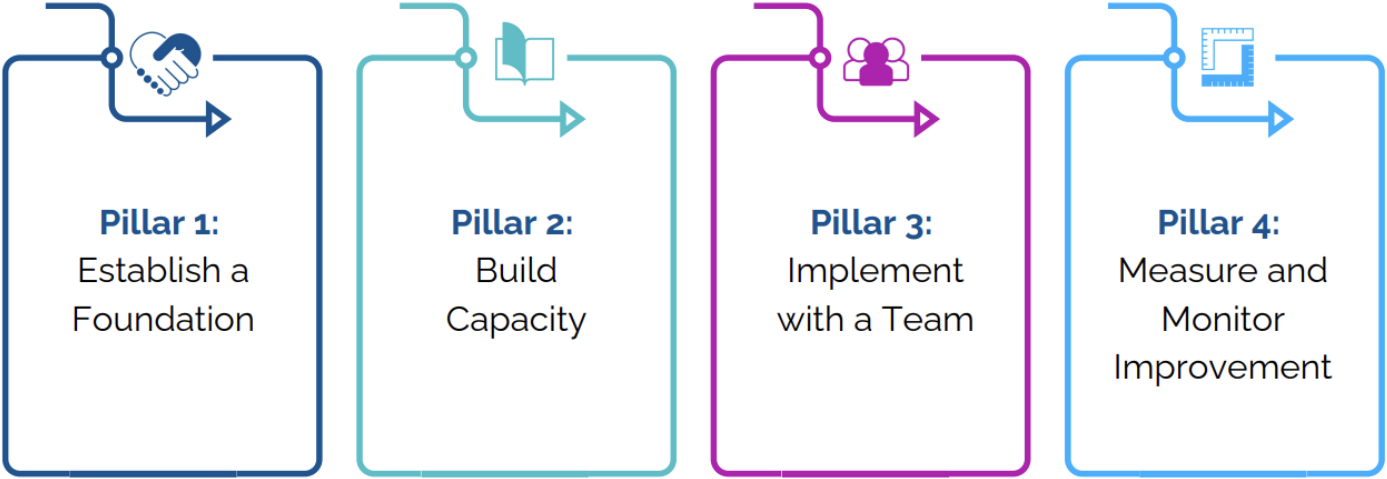 Pillar 1:
Establish a
Foundation
Pillar 2:
Build
Capacity
Pillar 3:
Implement
with a Team
Pillar 4:
Measure and
Monitor
Improvement